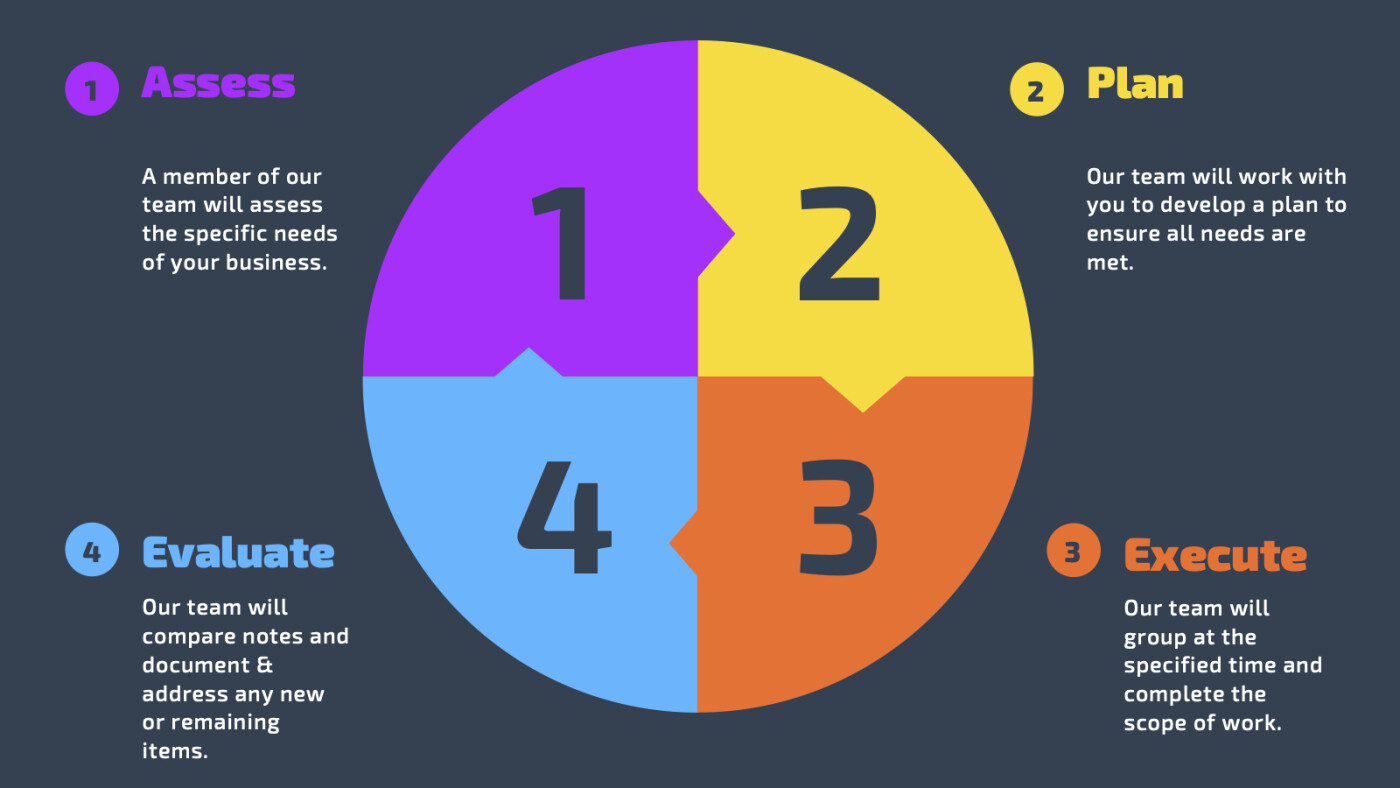 1 Assess
A member of our
team will assess
the specific needs
of your business.
2 Plan
Our team will work with
you to develop a plan to
ensure all needs are
met.
1
2
4
3
4 Evaluate
Our team will
compare notes and
document &
address any new
or remaining
items.
3 Execute
Our team will
group at the
specified time and
complete the
scope of work.